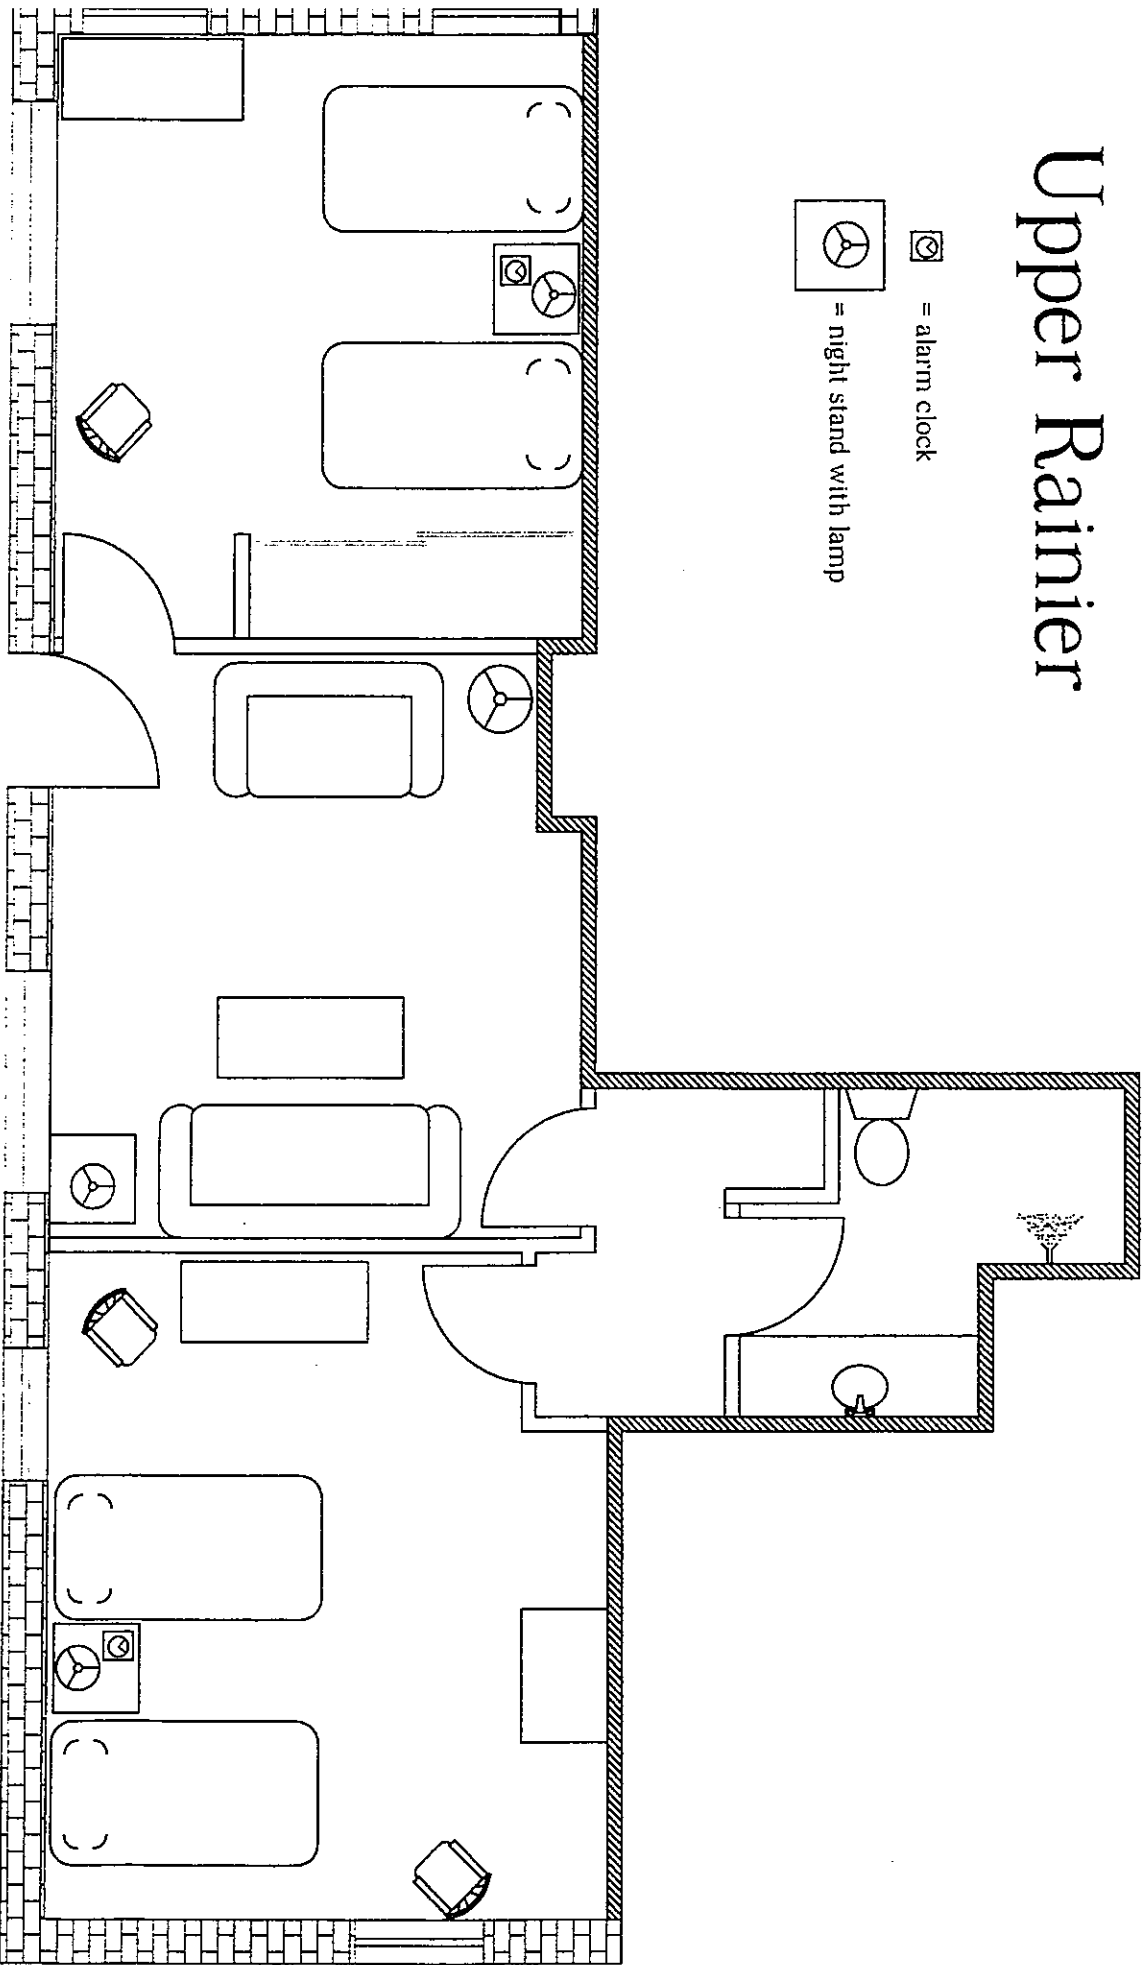 Upper Rainier
= alarm clock
= night stand with lamp